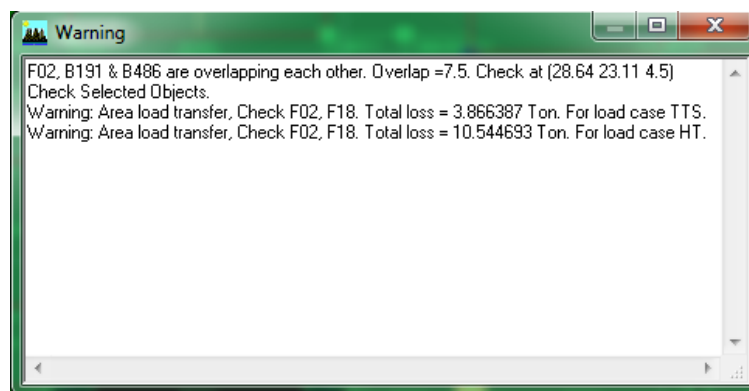 Warning
F02, B191 & B486 are overlapping each other. Overlap =7.5. Check at (28.64 23.11 4.5)
Check Selected Objects.
Warning: Area load transfer, Check F02, F18. Total loss = 3.866387 Ton. For load case TTS.
Warning: Area load transfer, Check F02, F18. Total loss = 10.544693 Ton. For load case HT.